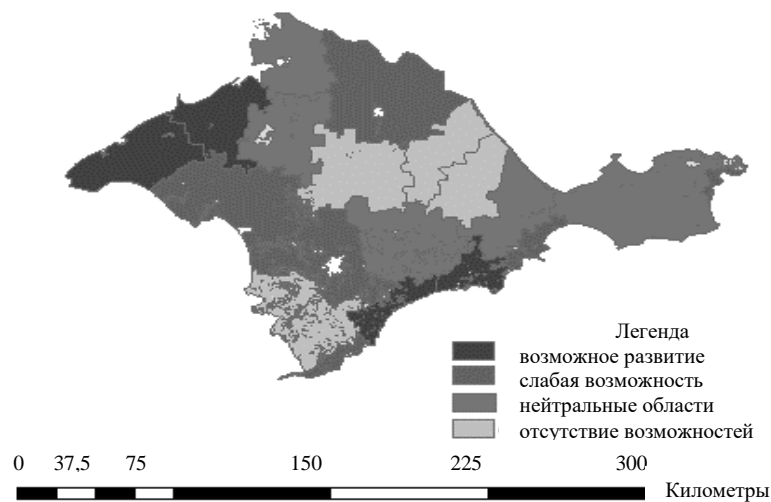 Легенда
возможное развитие
слабая возможность
нейтральные области
отсутствие возможностей
0 37,5 75 150 225 300
Километры